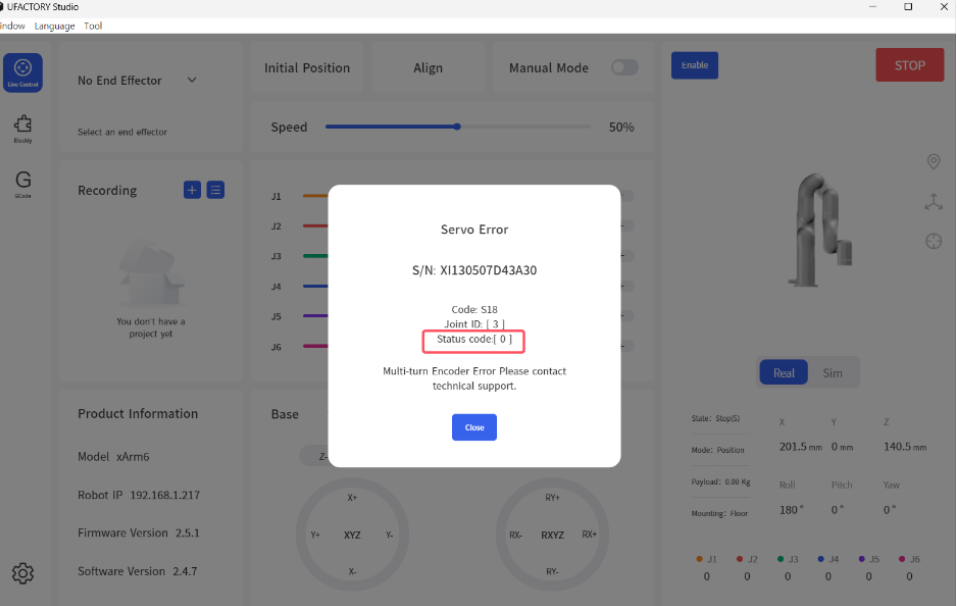 UFACTORY Studio
indow Language Tool
Live Control
Blockly
G
GCode
No End Effector
Select an end effector
Initial Position
Align
Manual Mode
Speed
50%
Enable
STOP
Recording
You don't have a
project yet
J1
J2
J3
J4
J5
J6
Servo Error
S/N: XI130507D43A30
Code: S18
Joint ID: [ 3 ]
Status code:[ 0 ]
Multi-turn Encoder Error Please contact
technical support.
Close
Product Information
Model xArm6
Robot IP 192.168.1.217
Firmware Version 2.5.1
Software Version 2.4.7
Base
Z-
X+
Y+ XYZ Y-
X-
RY+
RX- RXYZ RX+
RY-
Real Sim
State: Stop(5)
Mode: Position
Payload: 0.00 Kg
Mounting: Floor
X Y Z
201.5 mm 0 mm 140.5 mm
Roll Pitch Yaw
180 ° 0 ° 0 °
J1 J2 J3 J4 J5 J6
0 0 0 0 0 0